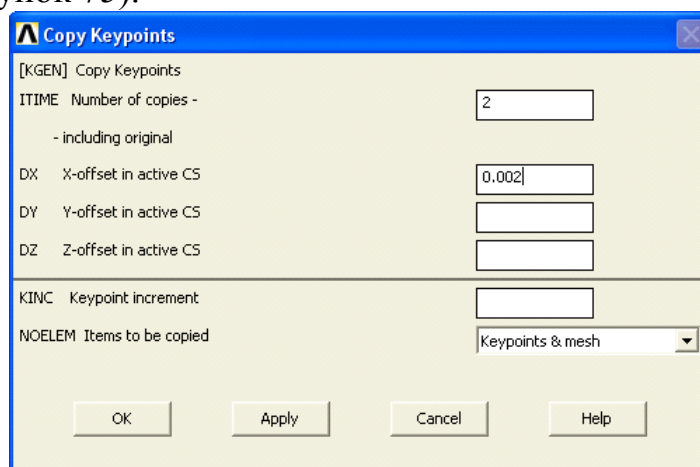 нок 75).
Copy Keypoints
[KGEN] Copy Keypoints
ITIME Number of copies - 2
- including original
DX X-offset in active CS 0.002
DY Y-offset in active CS
DZ Z-offset in active CS
KINC Keypoint increment
NOELEM Items to be copied Keypoints & mesh
OK Apply Cancel Help